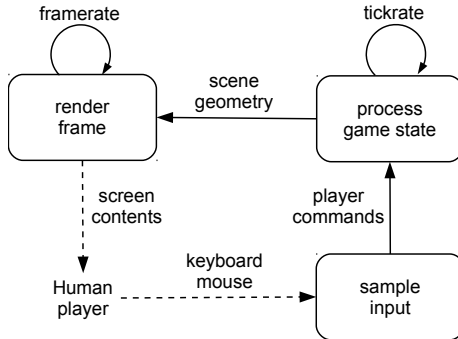 framerate
tickrate
render
frame
scene
geometry
process
game state
screen
contents
player
commands
Human
player
keyboard
mouse
sample
input